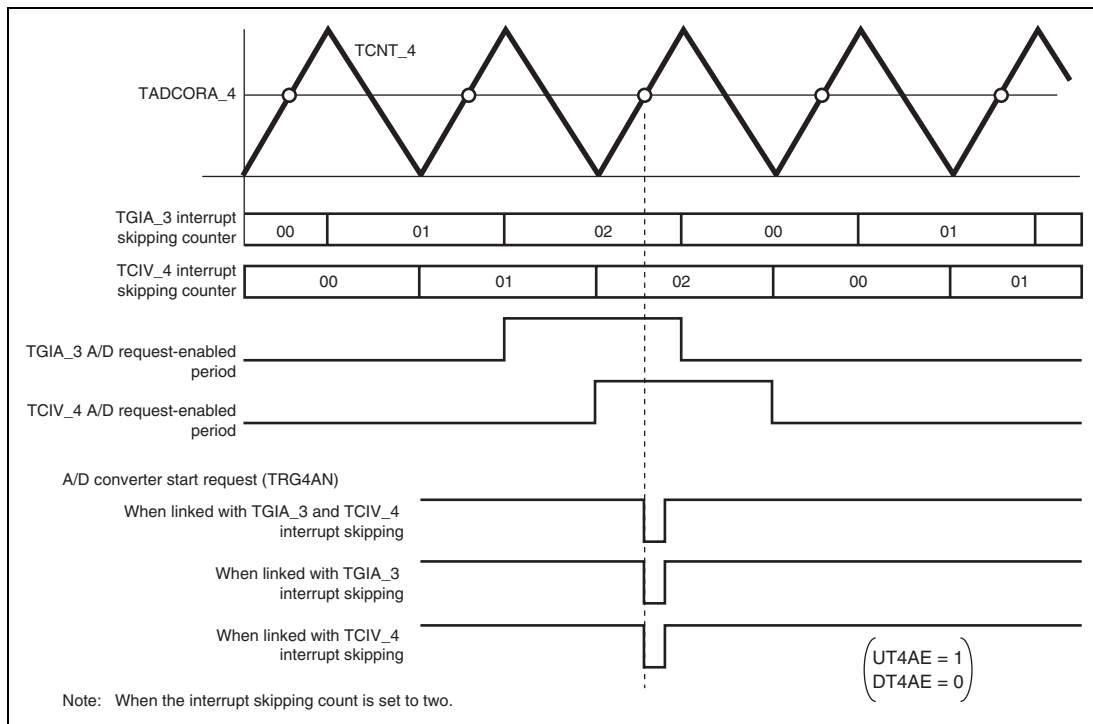 TCNT_4
TADCORA_4
TGIA_3 interrupt
skipping counter
00 01 02 00 01
TCIV_4 interrupt
skipping counter
00 01 02 00 01
TGIA_3 A/D request-enabled
period
TCIV_4 A/D request-enabled
period
A/D converter start request (TRG4AN)
When linked with TGIA_3 and TCIV_4
interrupt skipping
When linked with TGIA_3
interrupt skipping
When linked with TCIV_4
interrupt skipping
UT4AE = 1
DT4AE = 0
Note: When the interrupt skipping count is set to two.